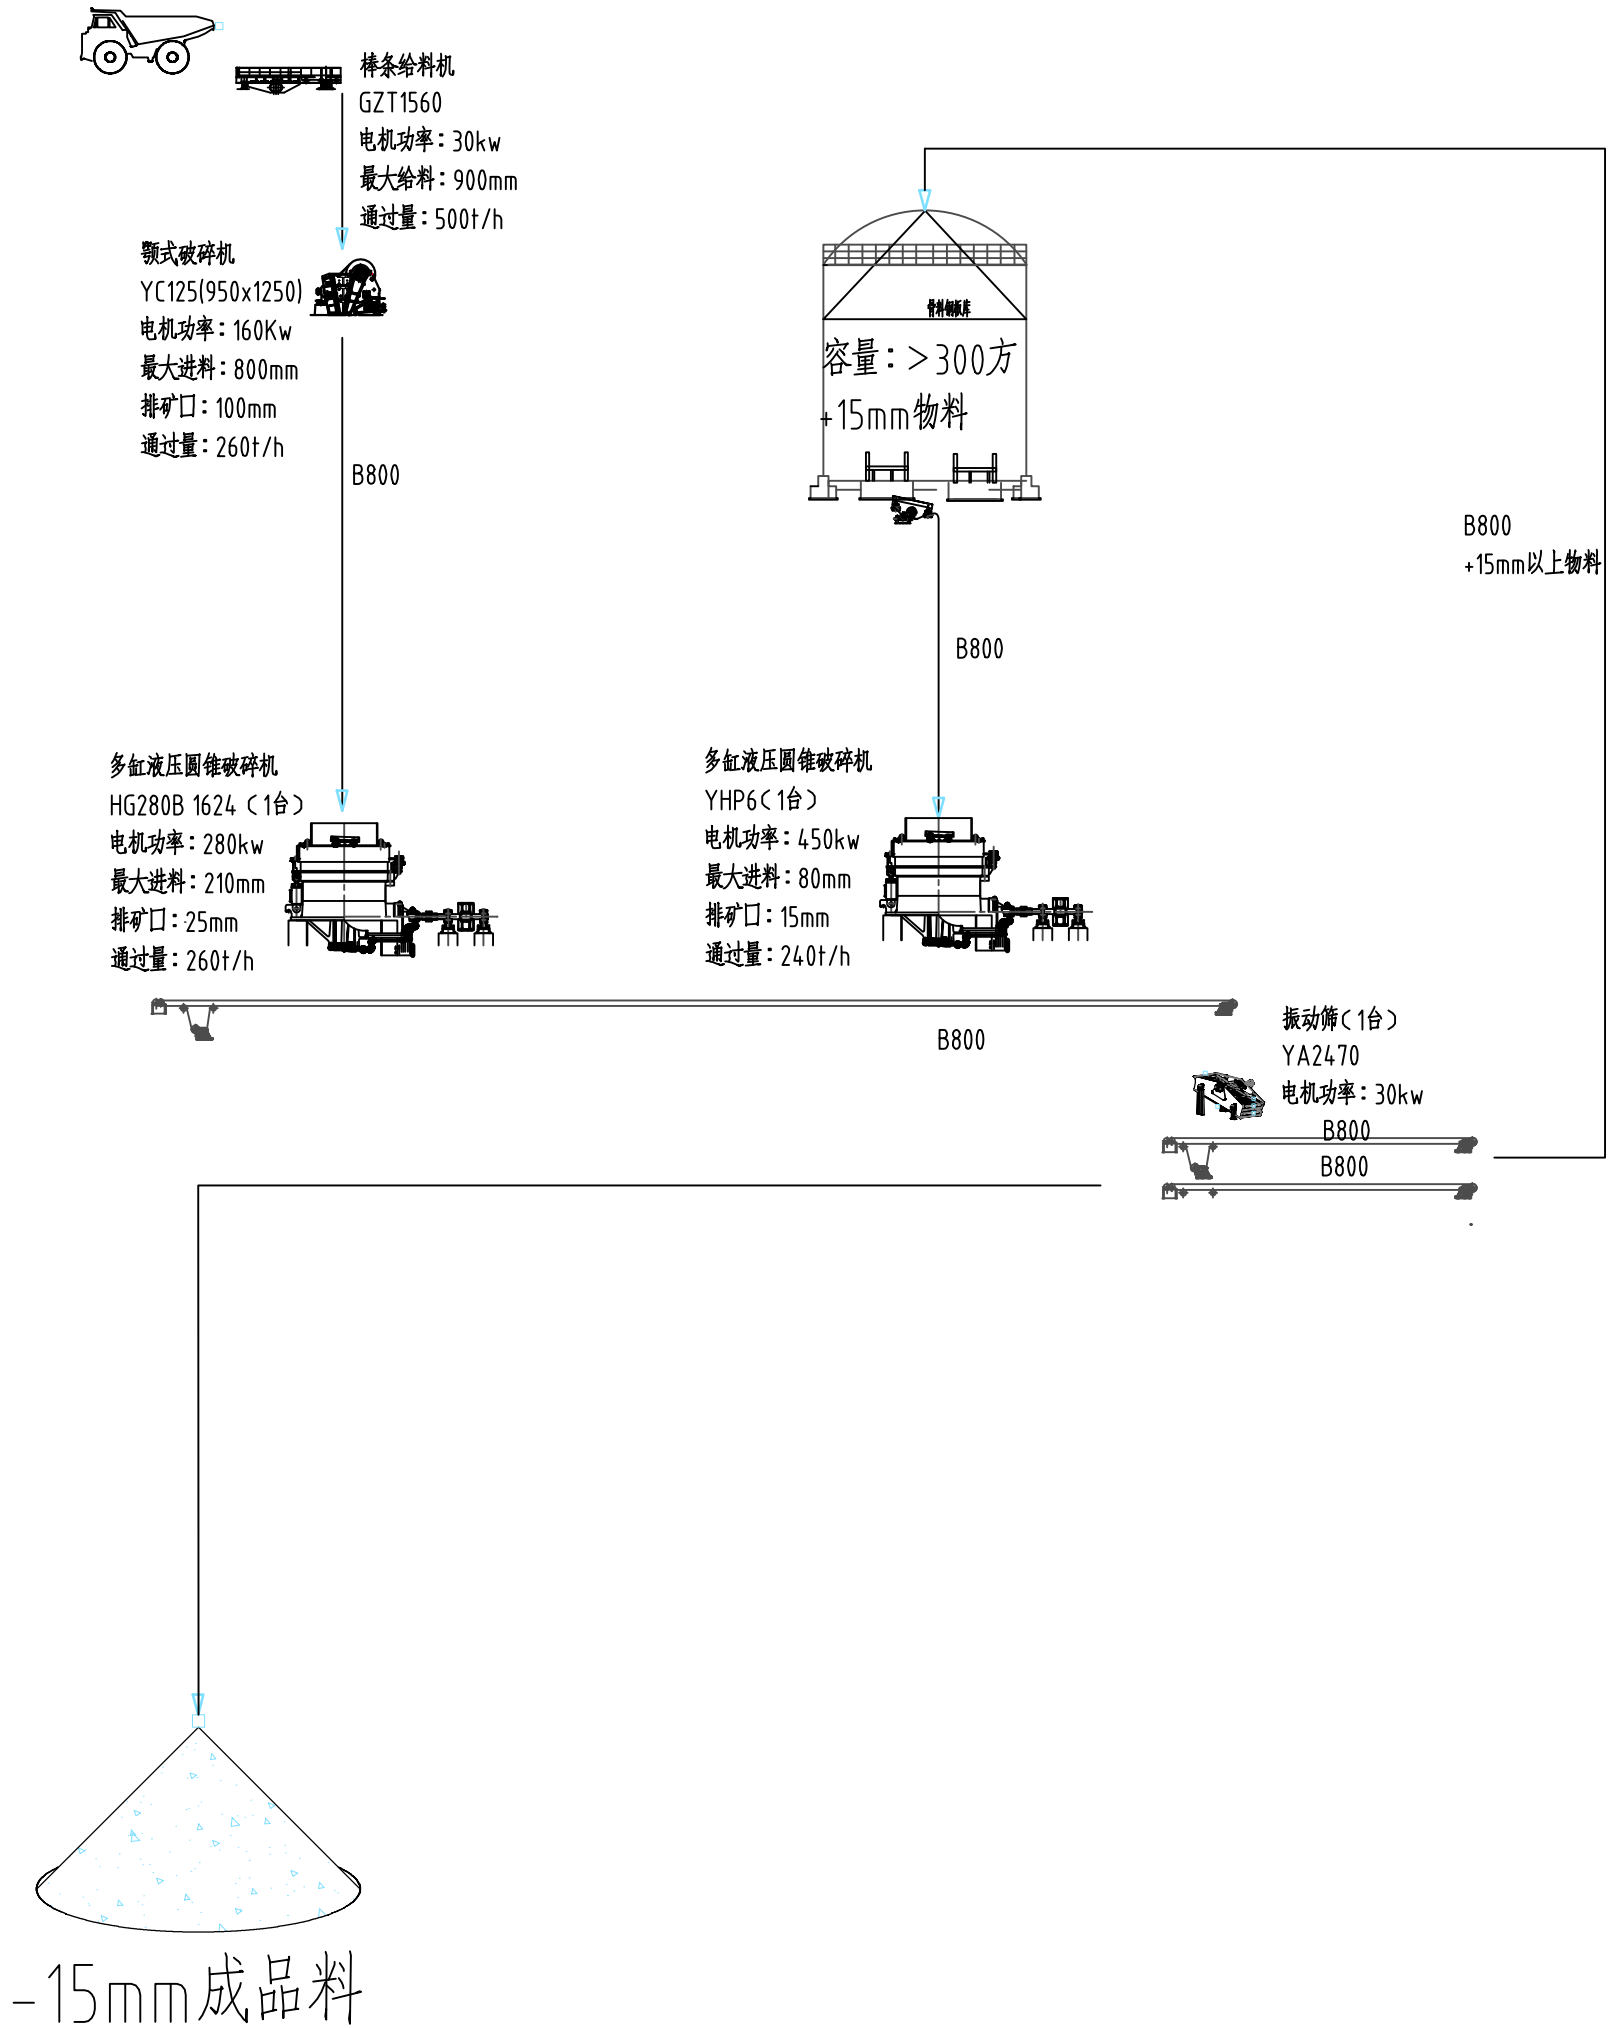 棒条给料机
GZT1560
电机功率：30kw
最大给料：900mm
通过量：500t/h
颚式破碎机
YC125(950x1250)
电机功率：160Kw
最大进料：800mm
排矿口：100mm
通过量：260t/h
B800
骨料钢板库
容量：>300方
+15mm物料
B800
+15mm以上物料
B800
多缸液压圆锥破碎机
HG280B 1624（1台）
电机功率：280kw
最大进料：210mm
排矿口：25mm
通过量：260t/h
多缸液压圆锥破碎机
YHP6（1台）
电机功率：450kw
最大进料：80mm
排矿口：15mm
通过量：240t/h
B800
振动筛（1台）
YA2470
电机功率：30kw
B800
B800
-15mm成品料